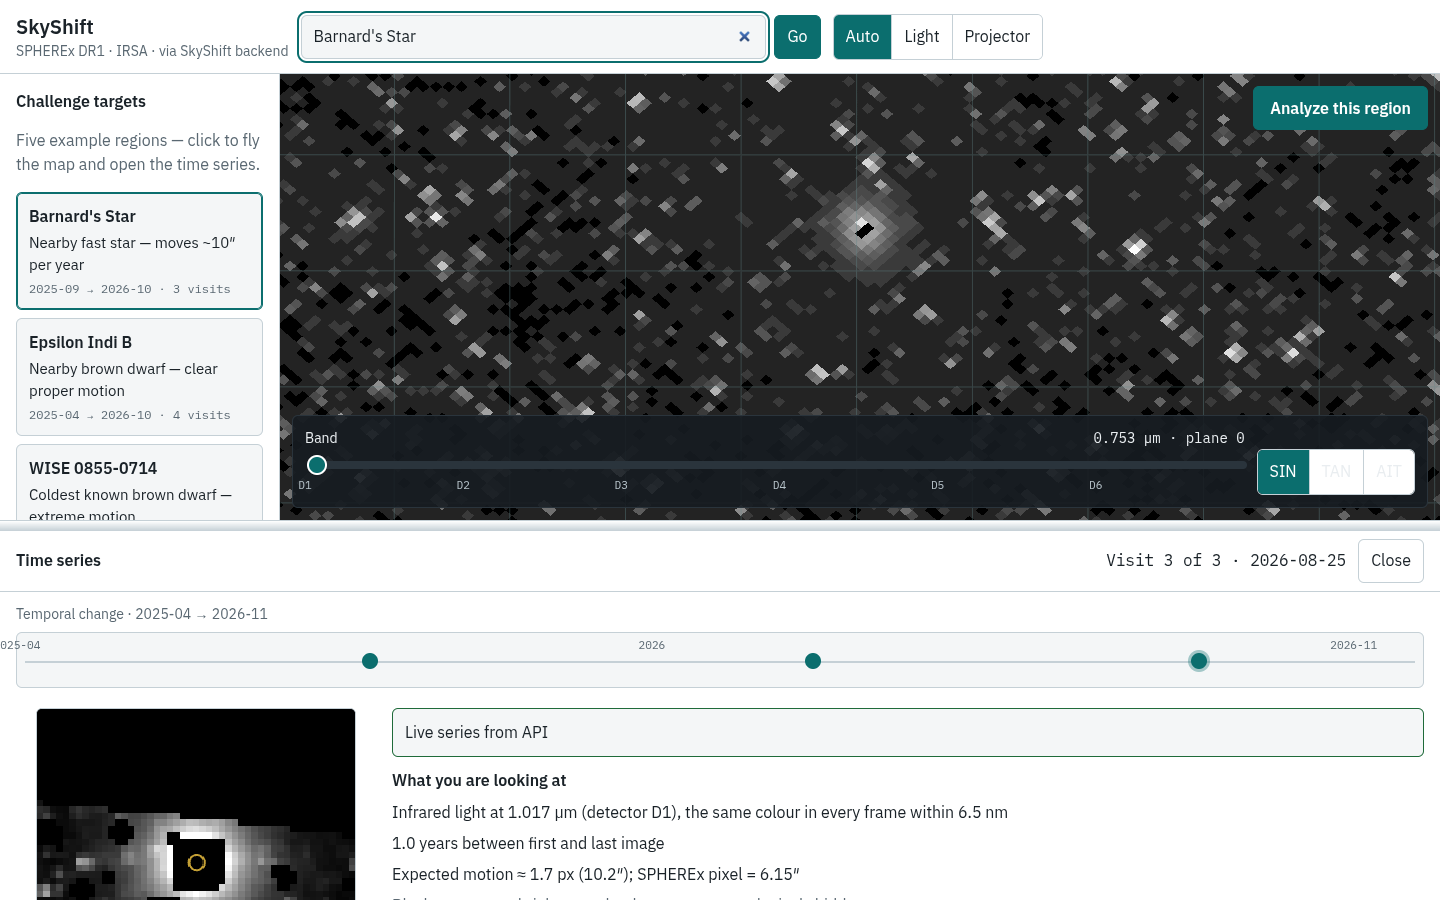 SkyShift
SPHEREx DR1 · IRSA · via SkyShift backend
Barnard's Star
Go
Auto
Light
Projector
Challenge targets
Five example regions — click to fly
the map and open the time series.
Barnard's Star
Nearby fast star — moves ~10″
per year
2025-09 → 2026-10 · 3 visits
Epsilon Indi B
Nearby brown dwarf — clear
proper motion
2025-04 → 2026-10 · 4 visits
WISE 0855-0714
Coldest known brown dwarf —
extreme motion
Analyze this region
Band
0.753 µm · plane 0
D1 D2 D3 D4 D5 D6
SIN TAN AIT
Time series
Visit 3 of 3 · 2026-08-25
Close
Temporal change · 2025-04 → 2026-11
025-04
2026
2026-11
Live series from API
What you are looking at
Infrared light at 1.017 µm (detector D1), the same colour in every frame within 6.5 nm
1.0 years between first and last image
Expected motion ≈ 1.7 px (10.2″); SPHEREx pixel = 6.15″